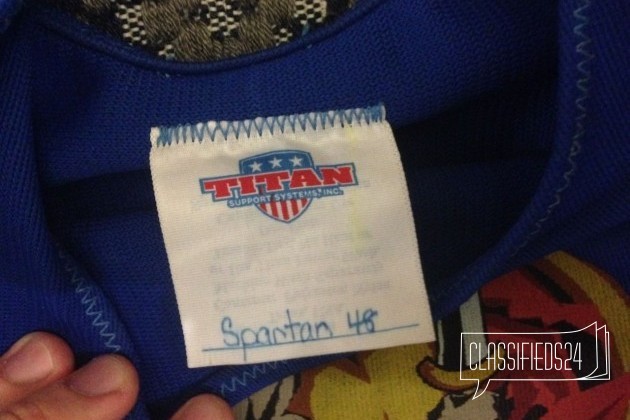 TITAN
SUPPORT SYSTEMS, INC.
Spartan 48
CLASSIFIEDS24